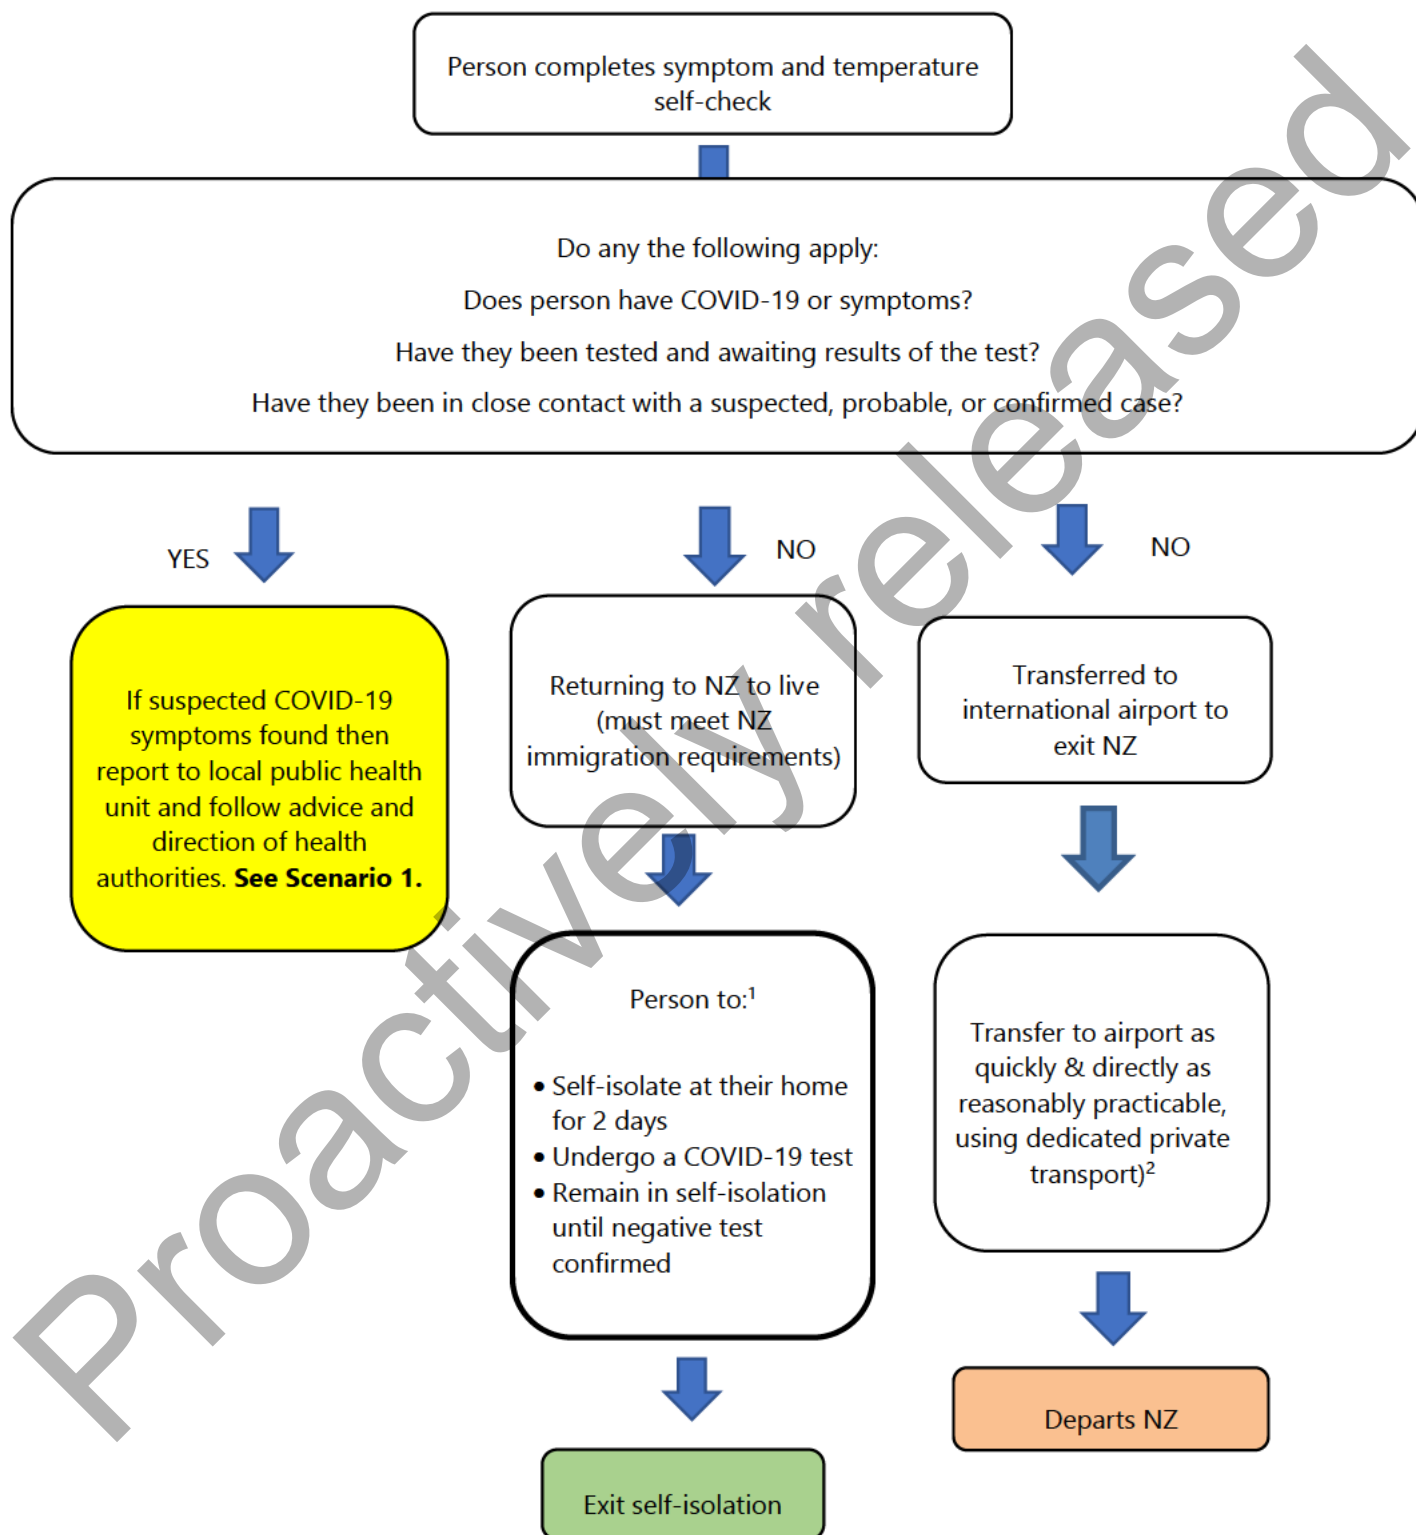 Person completes symptom and temperature
self-check
Do any the following apply:
Does person have COVID-19 or symptoms?
Have they been tested and awaiting results of the test?
Have they been in close contact with a suspected, probable, or confirmed case?
YES
NO
NO
If suspected COVID-19
symptoms found then
report to local public health
unit and follow advice and
direction of health
authorities. See Scenario 1.
Returning to NZ to live
(must meet NZ
immigration requirements)
Transferred to
international airport to
exit NZ
Person to:¹
• Self-isolate at their home
for 2 days
• Undergo a COVID-19 test
• Remain in self-isolation
until negative test
confirmed
Transfer to airport as
quickly & directly as
reasonably practicable,
using dedicated private
transport)²
Departs NZ
Exit self-isolation
Proactively released